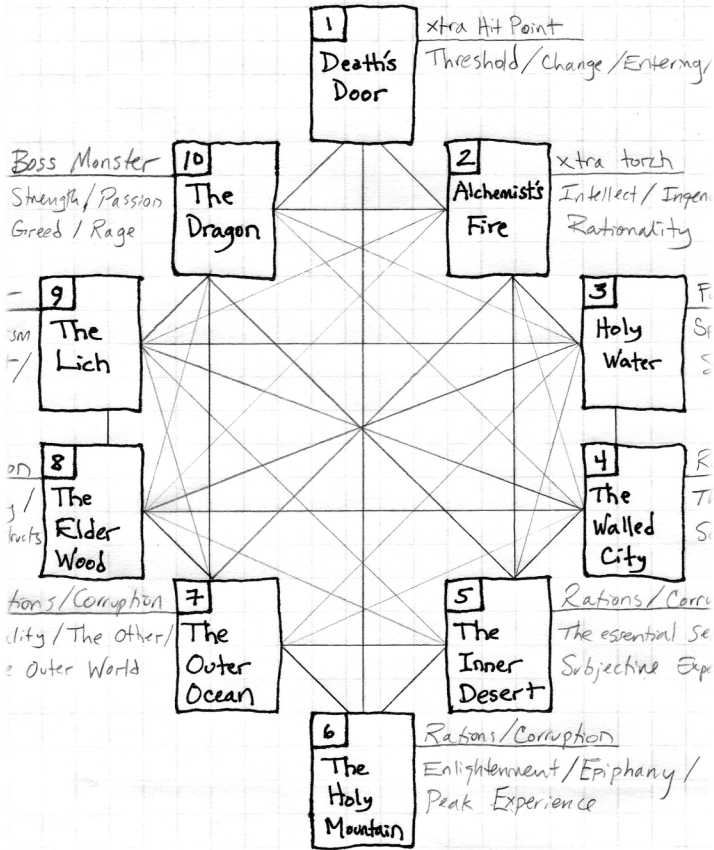 1
Death's
Door
xtra Hit Point
Threshold/Change/Entering/
2
Alchemist's
Fire
xtra torch
Intellect/
Rationality
3
Holy
Water
4
The
Walled
City
5
The
Inner
Desert
Rations/
The essential
Subjective
6
The
Holy
Mountain
Rations/Corruption
Enlightenment/Epiphany/
Peak Experience
7
The
Outer
Ocean
/Corruption
/The Other/
Outer World
8
The
Elder
Wood
9
The
Lich
10
The
Dragon
Boss Monster
Strength/Passion
Greed/Rage